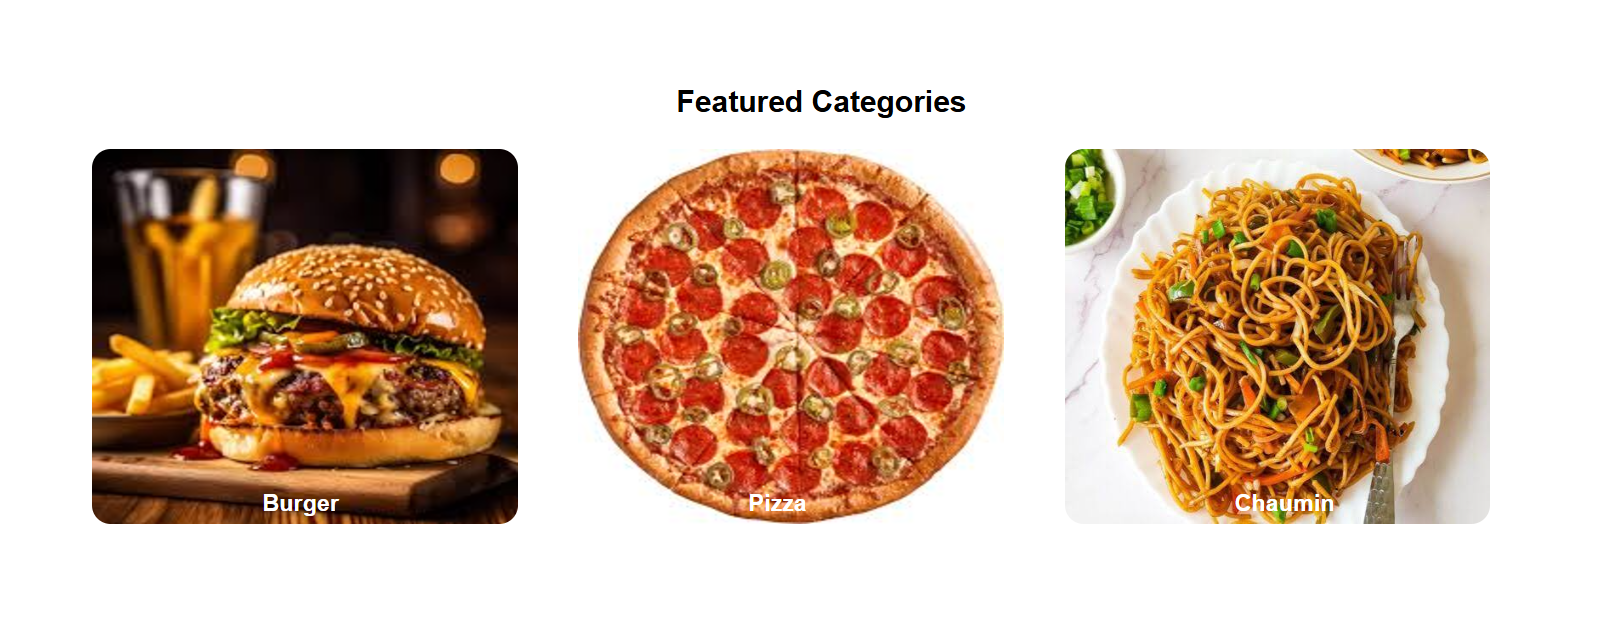 Featured Categories
Burger
Pizza
Chaumin